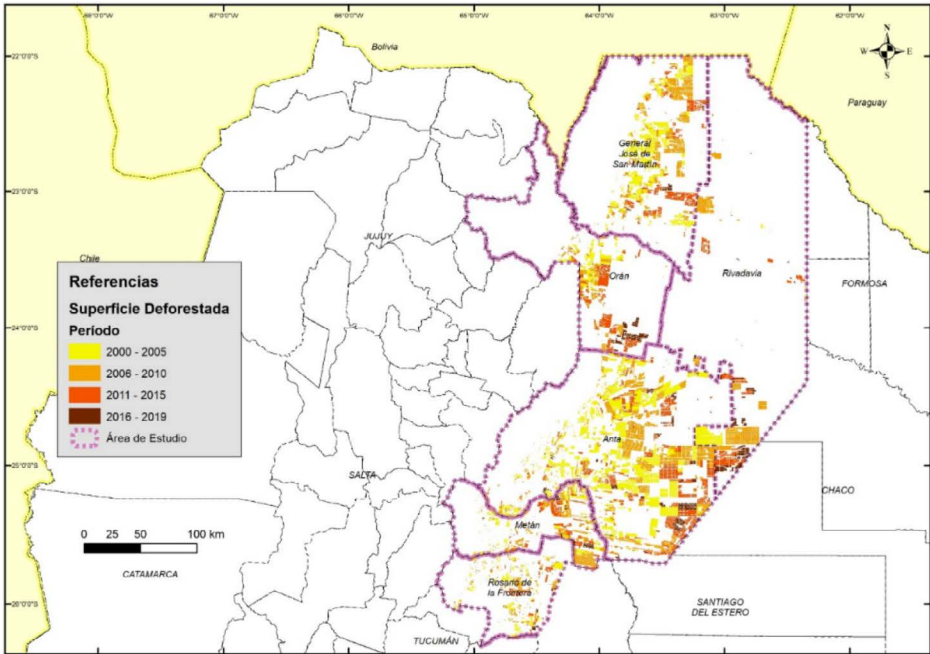 66°0'0"S
67°0'0"S
66°0'0"S
65°0'0"S
64°0'0"S
63°0'0"S
62°0'0"S
22°0'0"S
23°0'0"S
24°0'0"S
25°0'0"S
26°0'0"S
N
W
E
S
Bolivia
Paraguay
Chile
General
José de
San Martín
JUJUY
Orán
Rivadavia
FORMOSA
Referencias
Superficie Deforestada
Período
2000 - 2005
2006 - 2010
2011 - 2015
2016 - 2019
Área de Estudio
Anta
SALTA
CHACO
Metán
0 25 50 100 km
CATAMARCA
Rosario de
la Frontera
SANTIAGO
DEL ESTERO
TUCUMÁN